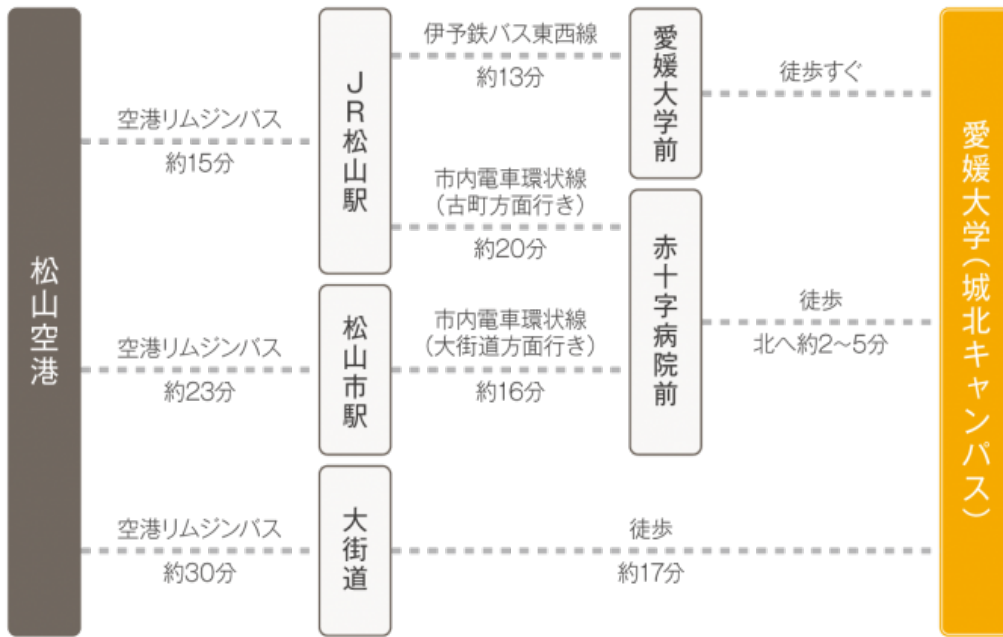 松山空港
空港リムジンバス
約15分
JR松山駅
伊予鉄バス東西線
約13分
愛媛大学前
徒歩すぐ
市内電車環状線
(古町方面行き)
約20分
赤十字病院前
空港リムジンバス
約23分
松山市駅
市内電車環状線
(大街道方面行き)
約16分
徒歩
北へ約2〜5分
空港リムジンバス
約30分
大街道
徒歩
約17分
愛媛大学(城北キャンパス)